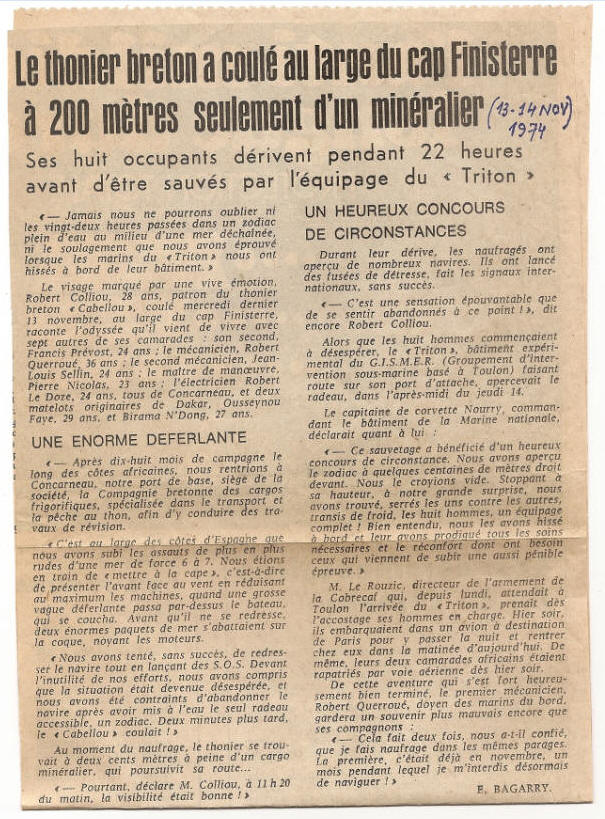 Le thonier breton a coulé au large du cap Finisterre
à 200 mètres seulement d'un minéralier
(13-14 NOV)
1974
Ses huit occupants dérivent pendant 22 heures
avant d'être sauvés par l'équipage du « Triton »
« — Jamais nous ne pourrons oublier ni
les vingt-deux heures passées dans un zodiac
plein d'eau au milieu d'une mer déchaînée,
ni le soulagement que nous avons éprouvé
lorsque les marins du « Triton » nous ont
hissés à bord de leur bâtiment. »
Le visage marqué par une vive émotion,
Robert Colliou, 28 ans, patron du thonier
breton « Cabellou », coulé mercredi dernier
13 novembre, au large du cap Finisterre,
raconte l'odyssée qu'il vient de vivre avec
sept autres de ses camarades : son second,
Francis Prévost, 24 ans ; le mécanicien, Robert
Querroué, 36 ans ; le second mécanicien, Jean-
Louis Sellin, 24 ans ; le maître de manœuvre,
Pierre Nicolas, 23 ans ; l'électricien Robert
Le Doze, 24 ans, tous de Concarneau, et deux
matelots originaires de Dakar, Ousseynou
Faye, 29 ans, et Birama N'Dong, 27 ans.
UNE ENORME DEFERLANTE
« — Après dix-huit mois de campagne le
long des côtes africaines, nous rentrions à
Concarneau, notre port de base, siège de la
société, la Compagnie bretonne des cargos
frigorifiques, spécialisée dans le transport et
la pêche au thon, afin d'y conduire des tra-
vaux de révision.
« C'est au large des côtes d'Espagne que
nous avons subi les assauts de plus en plus
rudes d'une mer de force 6 à 7. Nous étions
en train de « mettre à la cape », c'est-à-dire
de présenter l'avant face au vent en réduisant
au maximum les machines, quand une grosse
vague déferlante passa par-dessus le bateau,
qui se coucha. Avant qu'il ne se redresse,
deux énormes paquets de mer s'abattaient sur
la coque, noyant les moteurs.
« Nous avons tenté, sans succès, de redres-
ser le navire tout en lançant des S.O.S. Devant
l'inutilité de nos efforts, nous avons compris
que la situation était devenue désespérée, et
nous avons été contraints d'abandonner le
navire après avoir mis à l'eau le seul radeau
accessible, un zodiac. Deux minutes plus tard,
le « Cabellou » coulait ! »
Au moment du naufrage, le thonier se trou-
vait à deux cents mètres à peine d'un cargo
minéralier, qui poursuivit sa route...
« — Pourtant, déclare M. Colliou, à 11 h 20
du matin, la visibilité était bonne ! »
UN HEUREUX CONCOURS
DE CIRCONSTANCES
Durant leur dérive, les naufragés ont
aperçu de nombreux navires. Ils ont lancé
des fusées de détresse, fait les signaux inter-
nationaux, sans succès.
« — C'est une sensation épouvantable que
de se sentir abandonnés à ce point ! », dit
encore Robert Colliou.
Alors que les huit hommes commençaient
à désespérer, le « Triton », bâtiment expéri-
mental du G.I.S.M.E.R. (Groupement d'inter-
vention sous-marine basé à Toulon) faisant
route sur son port d'attache, apercevait le
radeau, dans l'après-midi du jeudi 14.
Le capitaine de corvette Nourry, comman-
dant le bâtiment de la Marine nationale,
déclarait quant à lui :
« — Ce sauvetage a bénéficié d'un heureux
concours de circonstance. Nous avons aperçu
le zodiac à quelques centaines de mètres droit
devant. Nous le croyions vide. Stoppant à
sa hauteur, à notre grande surprise, nous
avons trouvé, serrés les uns contre les autres,
transis de froid, les huit hommes, un équipage
complet ! Bien entendu, nous les avons hissé
à bord et leur avons prodigué tous les soins
nécessaires et le réconfort dont ont besoin
ceux qui viennent de subir une aussi pénible
épreuve. »
M. Le Rouzic, directeur de l'armement de
la Cobrecaf qui, depuis lundi, attendait à
Toulon l'arrivée du « Triton », prenait dès
l'accostage ses hommes en charge. Hier soir,
ils embarquaient dans un avion à destination
de Paris pour y passer la nuit et rentrer
chez eux dans la matinée d'aujourd'hui. De
même, leurs deux camarades africains étaient
rapatriés par voie aérienne dès hier soir.
De cette aventure qui s'est fort heureuse-
ment bien terminé, le premier mécanicien,
Robert Querroué, doyen des marins du bord,
gardera un souvenir plus mauvais encore que
ses compagnons :
« — Cela fait deux fois, nous a-t-il confié,
que je fais naufrage dans les mêmes parages.
La première, c'était déjà en novembre, un
mois pendant lequel je m'interdis désormais
de naviguer ! »
E. BAGARRY.